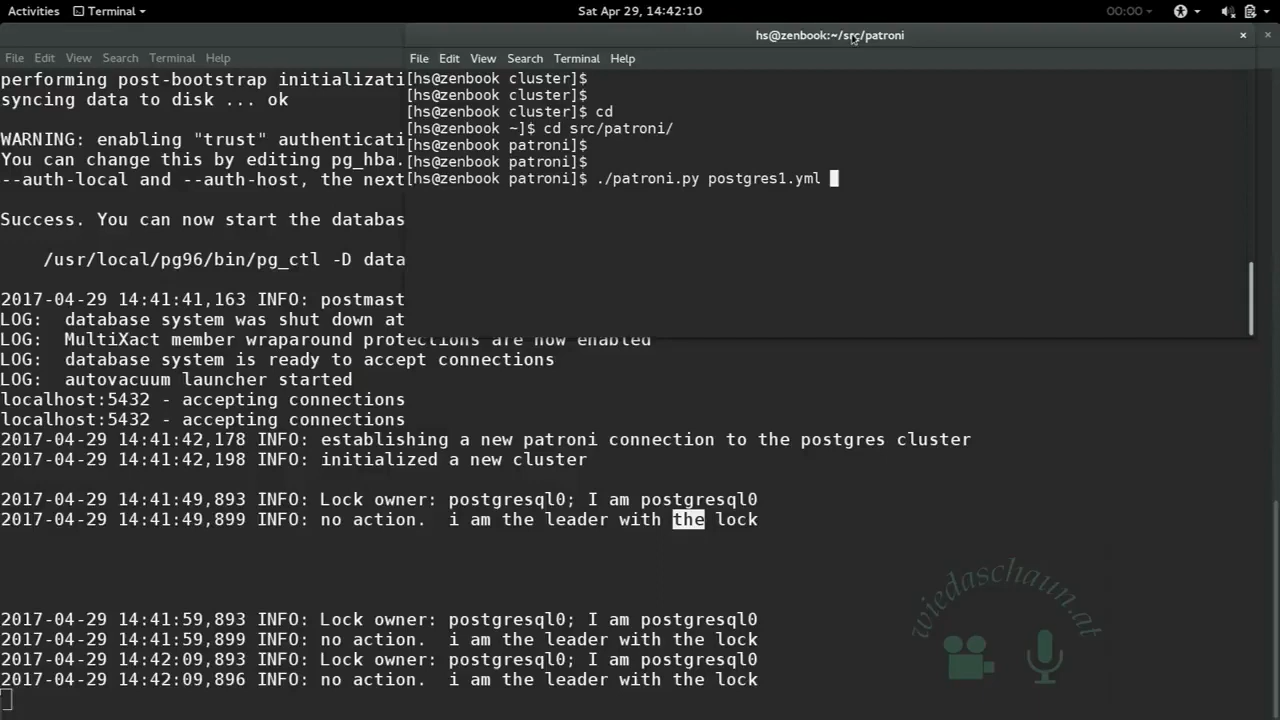 Activities Terminal Sat Apr 29, 14:42:10 00:00
hs@zenbook:~/src/patroni
File Edit View Search Terminal Help
File Edit View Search Terminal Help
[hs@zenbook cluster]$
[hs@zenbook cluster]$
[hs@zenbook cluster]$ cd
[hs@zenbook ~]$ cd src/patroni/
[hs@zenbook patroni]$
[hs@zenbook patroni]$
[hs@zenbook patroni]$ ./patroni.py postgres1.yml
performing post-bootstrap initializati
syncing data to disk ... ok
WARNING: enabling "trust" authenticati
You can change this by editing pg_hba.
--auth-local and --auth-host, the next
Success. You can now start the databas
/usr/local/pg96/bin/pg_ctl -D data
2017-04-29 14:41:41,163 INFO: postmast
LOG:  database system was shut down at
LOG:  MultiXact member wraparound protections are now enabled
LOG:  database system is ready to accept connections
LOG:  autovacuum launcher started
localhost:5432 - accepting connections
localhost:5432 - accepting connections
2017-04-29 14:41:42,178 INFO: establishing a new patroni connection to the postgres cluster
2017-04-29 14:41:42,198 INFO: initialized a new cluster
2017-04-29 14:41:49,893 INFO: Lock owner: postgresql0; I am postgresql0
2017-04-29 14:41:49,899 INFO: no action.  i am the leader with the lock
2017-04-29 14:41:59,893 INFO: Lock owner: postgresql0; I am postgresql0
2017-04-29 14:41:59,899 INFO: no action.  i am the leader with the lock
2017-04-29 14:42:09,893 INFO: Lock owner: postgresql0; I am postgresql0
2017-04-29 14:42:09,896 INFO: no action.  i am the leader with the lock
wiedaschaun.at